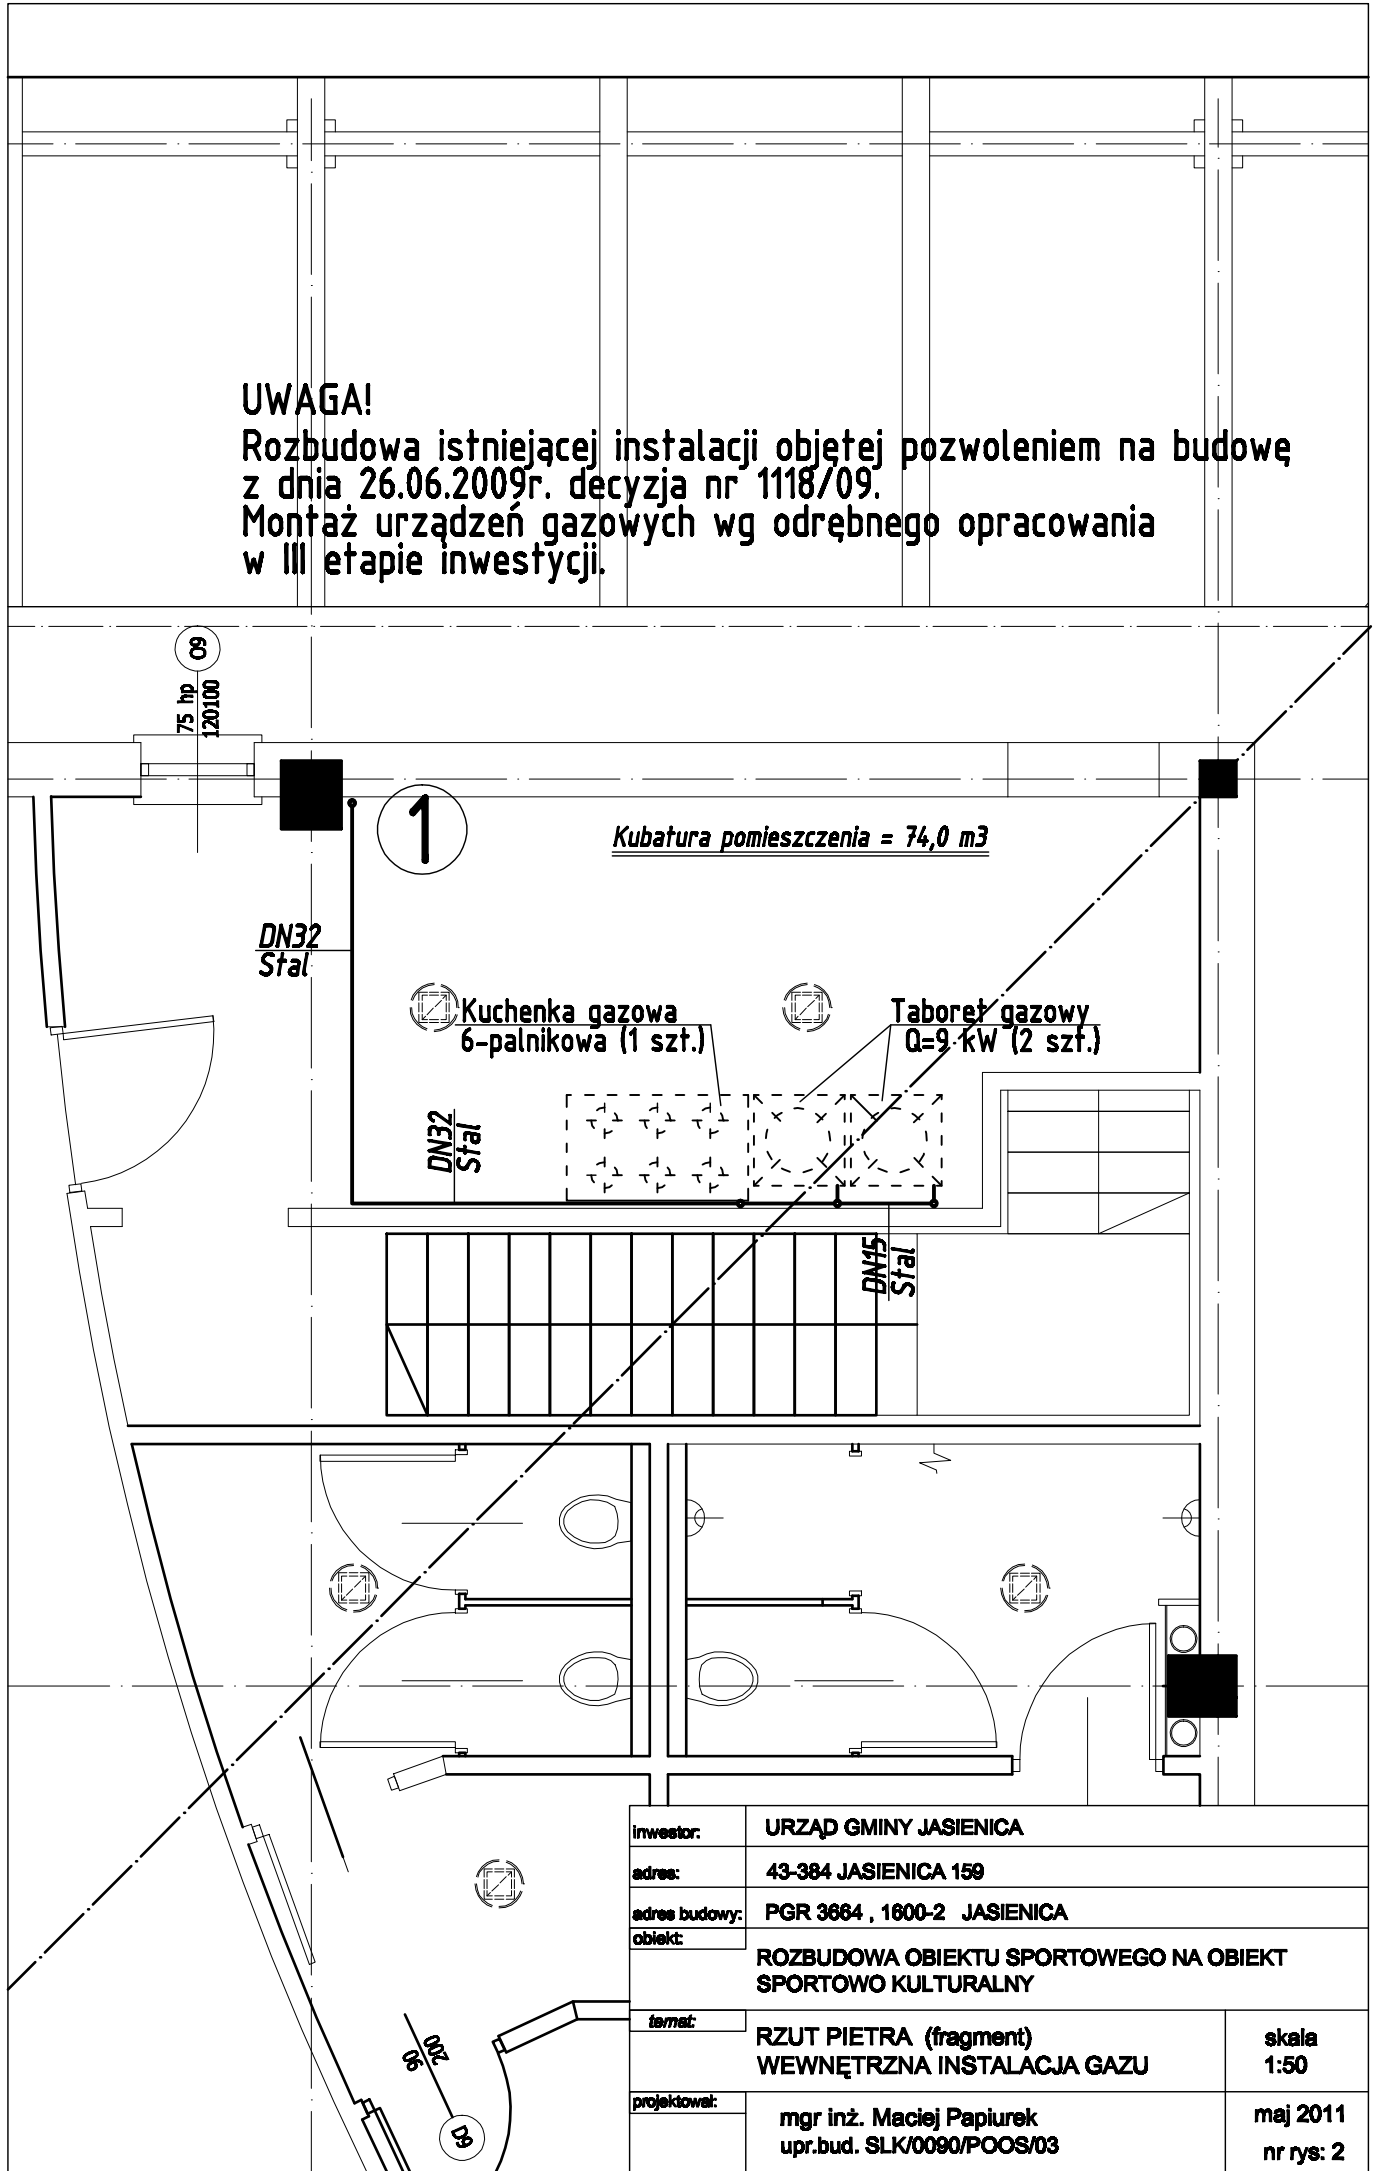 UWAGA!
Rozbudowa istniejącej instalacji objętej pozwoleniem na budowę
z dnia 26.06.2009r. decyzja nr 1118/09.
Montaż urządzeń gazowych wg odrębnego opracowania
w III etapie inwestycji.
O9
75 hp
120100
1
Kubatura pomieszczenia = 74,0 m3
DN32
Stal
Kuchenka gazowa
6-palnikowa (1 szt.)
Taboret gazowy
Q=9 kW (2 szt.)
DN32
Stal
DN15
Stal
inwestor:
URZĄD GMINY JASIENICA
adres:
43-384 JASIENICA 159
adres budowy:
PGR 3664 , 1600-2 JASIENICA
obiekt:
ROZBUDOWA OBIEKTU SPORTOWEGO NA OBIEKT
SPORTOWO KULTURALNY
temat:
RZUT PIETRA (fragment)
WEWNĘTRZNA INSTALACJA GAZU
skala
1:50
projektował:
mgr inż. Maciej Papiurek
upr.bud. SLK/0090/POOS/03
maj 2011
nr rys: 2
90
200
D9